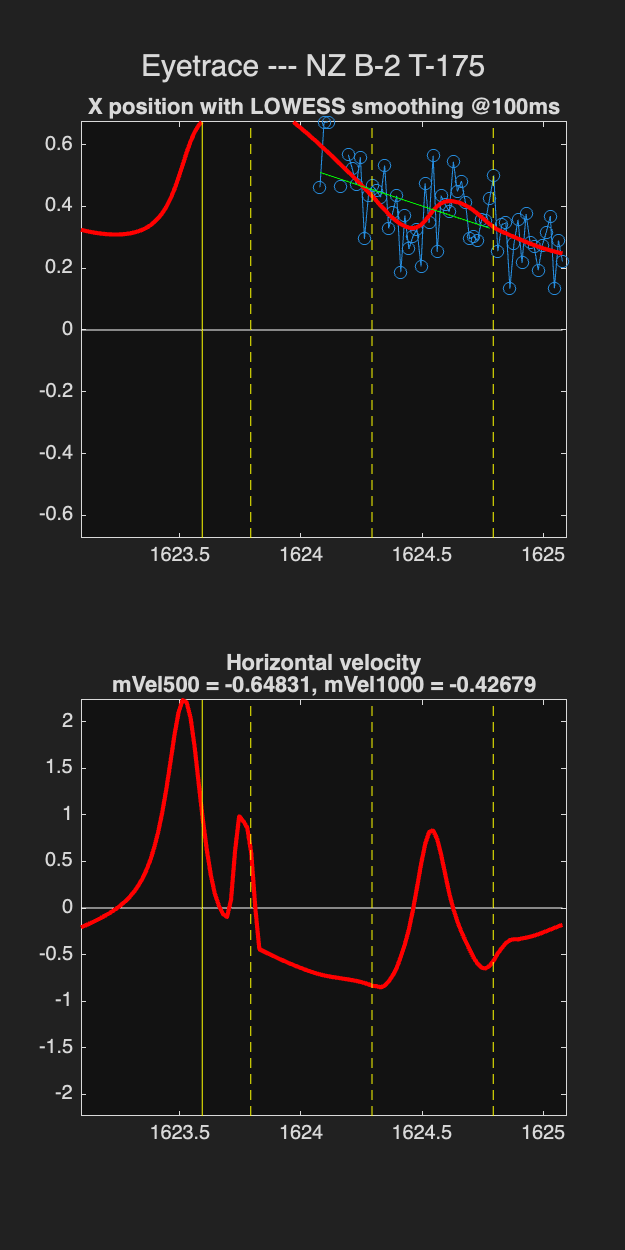 Eyetrace --- NZ B-2 T-175
X position with LOWESS smoothing @100ms
0.6
0.4
0.2
0
-0.2
-0.4
-0.6
1623.5 1624 1624.5 1625
Horizontal velocity
mVel500 = -0.64831, mVel1000 = -0.42679
2
1.5
1
0.5
0
-0.5
-1
-1.5
-2
1623.5 1624 1624.5 1625